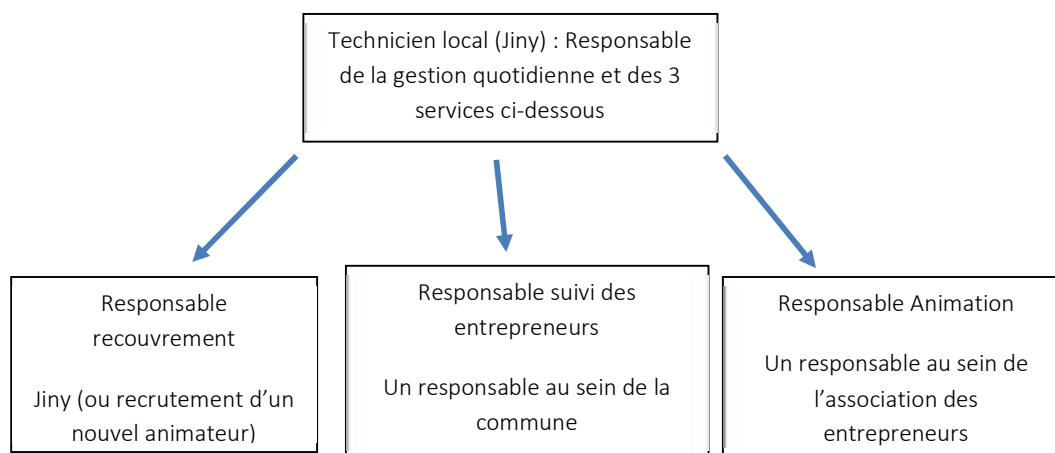 Technicien local (Jiny) : Responsable
de la gestion quotidienne et des 3
services ci-dessous
Responsable
recouvrement
Jiny (ou recrutement d’un
nouvel animateur)
Responsable suivi des
entrepreneurs
Un responsable au sein de la
commune
Responsable Animation
Un responsable au sein de
l’association des
entrepreneurs